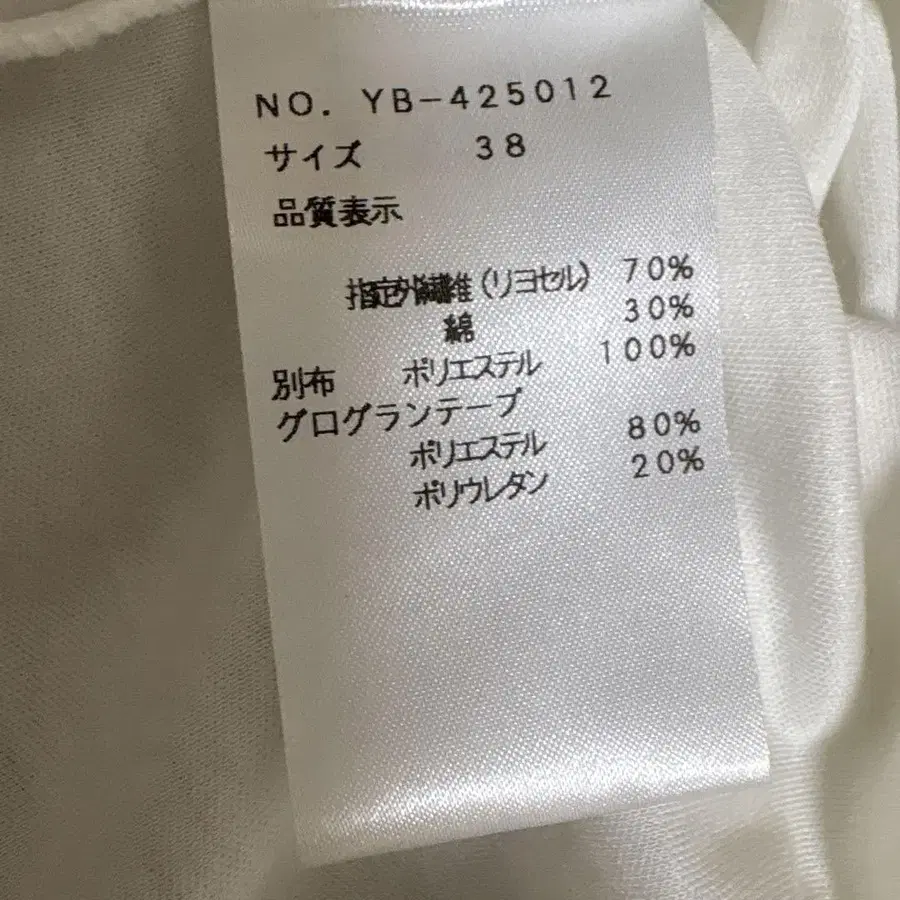 NO. YB-425012
サイズ 38
品質表示
指定外繊維(リヨセル) 70%
綿 30%
別布 ポリエステル 100%
グログランテープ
ポリエステル 80%
ポリウレタン 20%